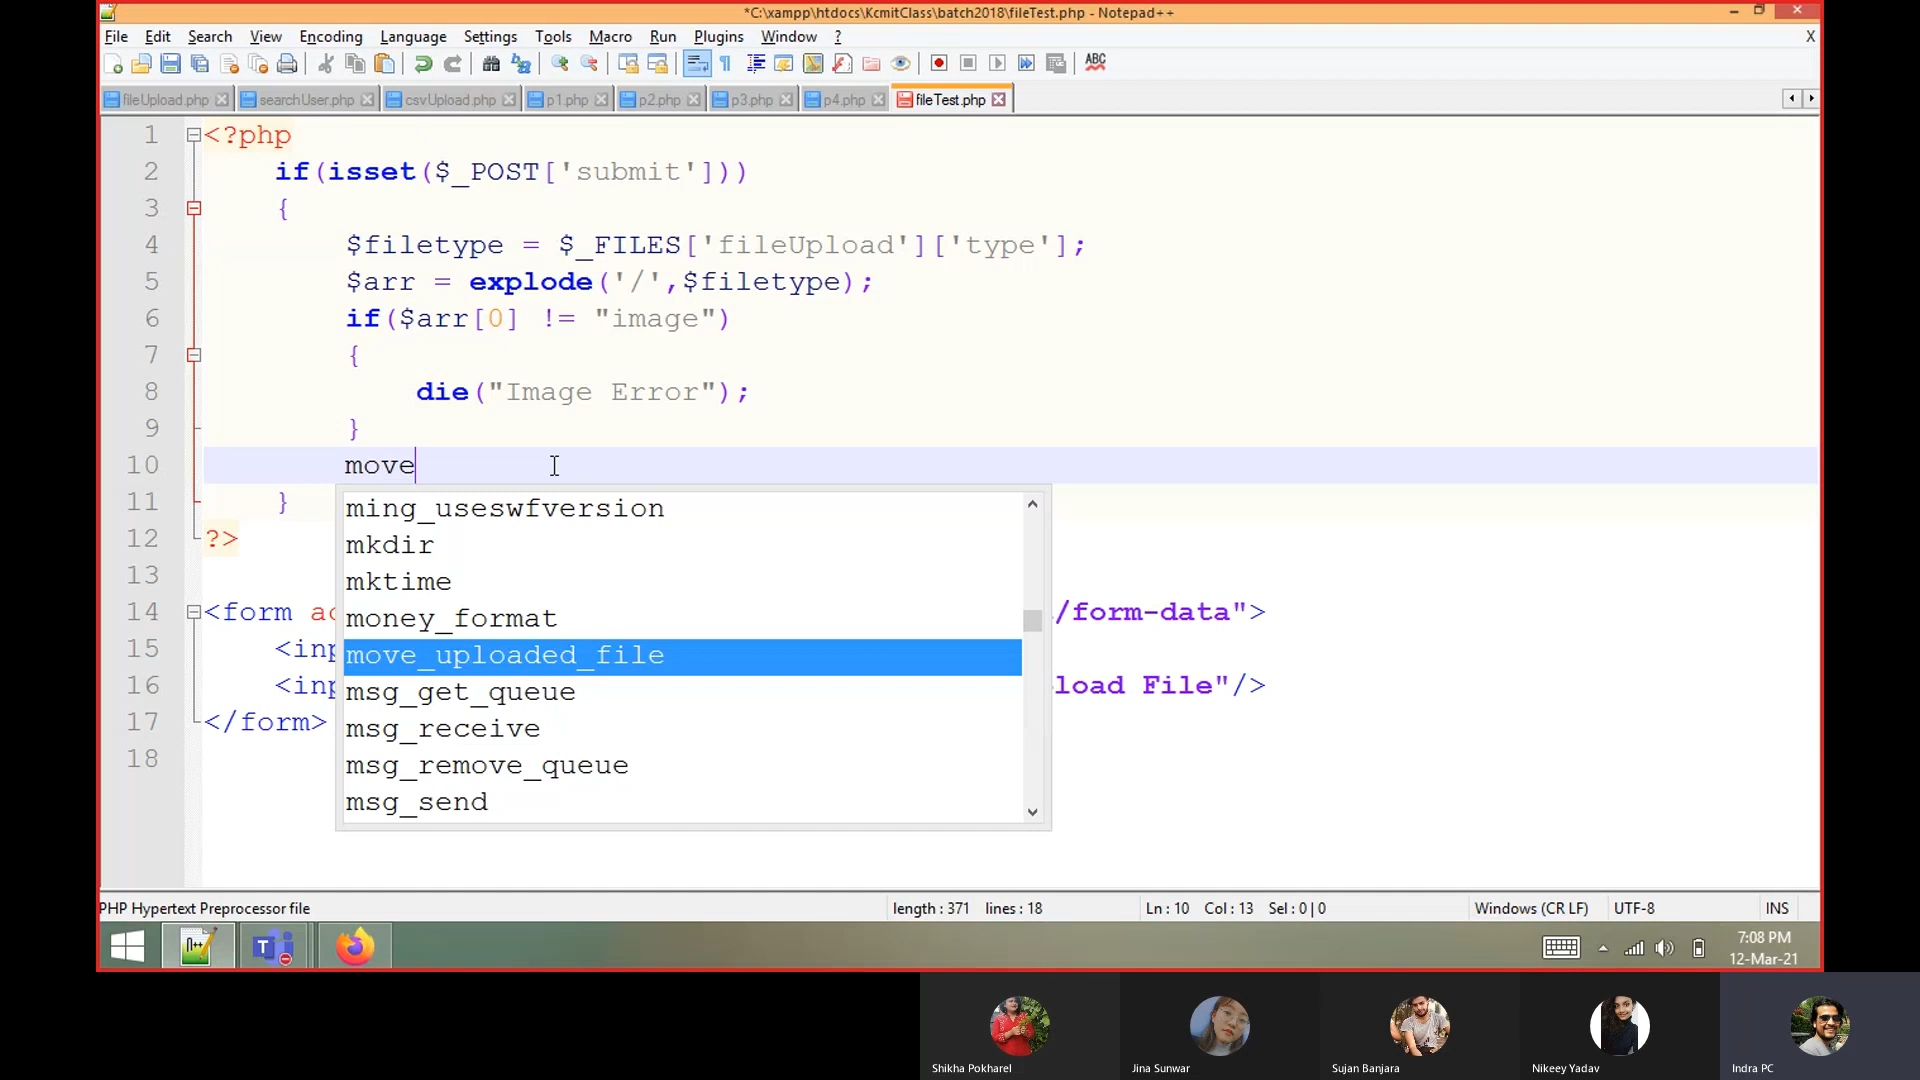 *C:\xampp\htdocs\KcmitClass\batch2018\fileTest.php - Notepad++
File Edit Search View Encoding Language Settings Tools Macro Run Plugins Window ? X
ABC
fileUpload.php searchUser.php csvUpload.php p1.php p2.php p3.php p4.php fileTest.php
1 <?php
2 if(isset($_POST['submit']))
3 {
4 $filetype = $_FILES['fileUpload']['type'];
5 $arr = explode('/',$filetype);
6 if($arr[0] != "image")
7 {
8 die("Image Error");
9 }
10 move
11 }
12 ?>
13
14 <form ac /form-data">
15 <inp
16 <inp load File"/>
17 </form>
18
ming_useswfversion
mkdir
mktime
money_format
move_uploaded_file
msg_get_queue
msg_receive
msg_remove_queue
msg_send
PHP Hypertext Preprocessor file length : 371 lines : 18 Ln : 10 Col : 13 Sel : 0 | 0 Windows (CR LF) UTF-8 INS
7:08 PM
12-Mar-21
Shikha Pokharel Jina Sunwar Sujan Banjara Nikeey Yadav Indra PC